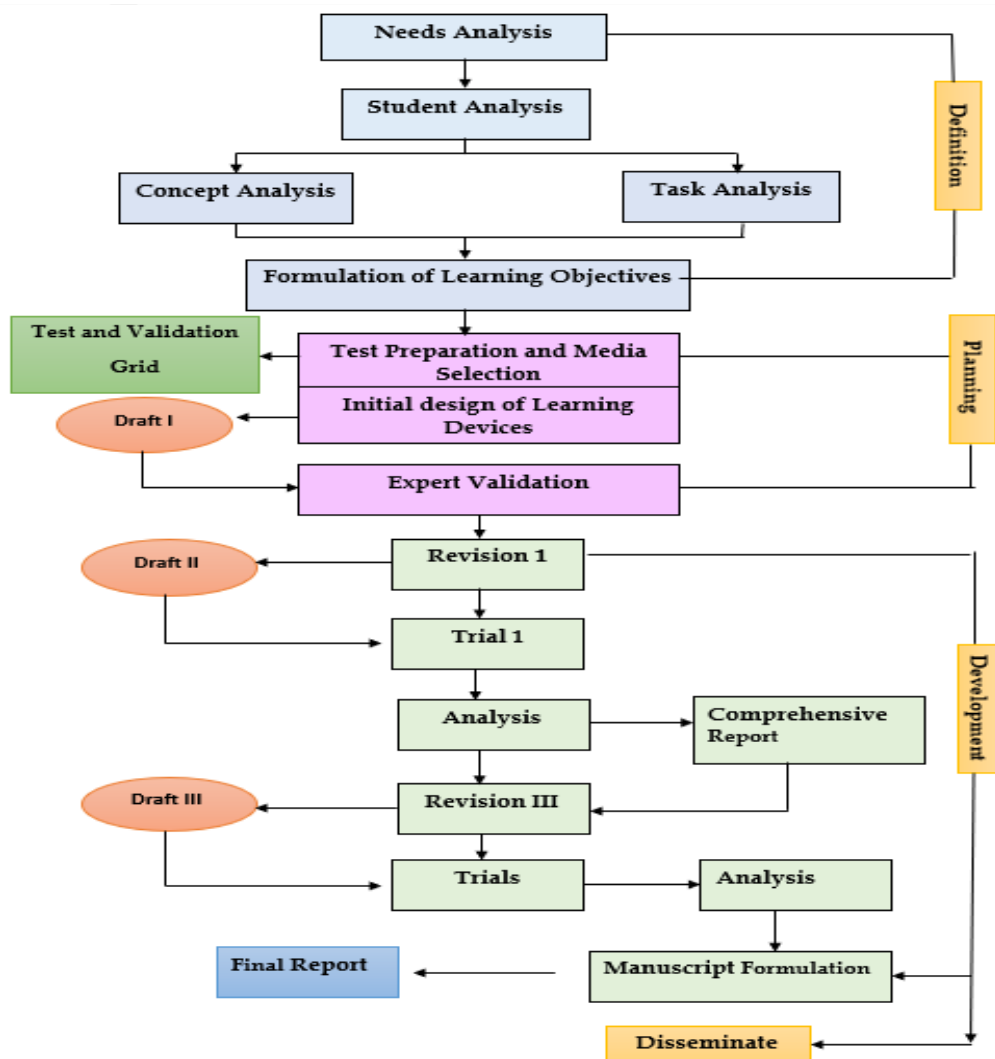 Needs Analysis
Student Analysis
Definition
Concept Analysis
Task Analysis
Formulation of Learning Objectives
Test and Validation
Grid
Test Preparation and Media
Selection
Planning
Initial design of Learning
Devices
Draft I
Expert Validation
Revision 1
Draft II
Trial 1
Development
Analysis
Comprehensive
Report
Draft III
Revision III
Trials
Analysis
Final Report
Manuscript Formulation
Disseminate